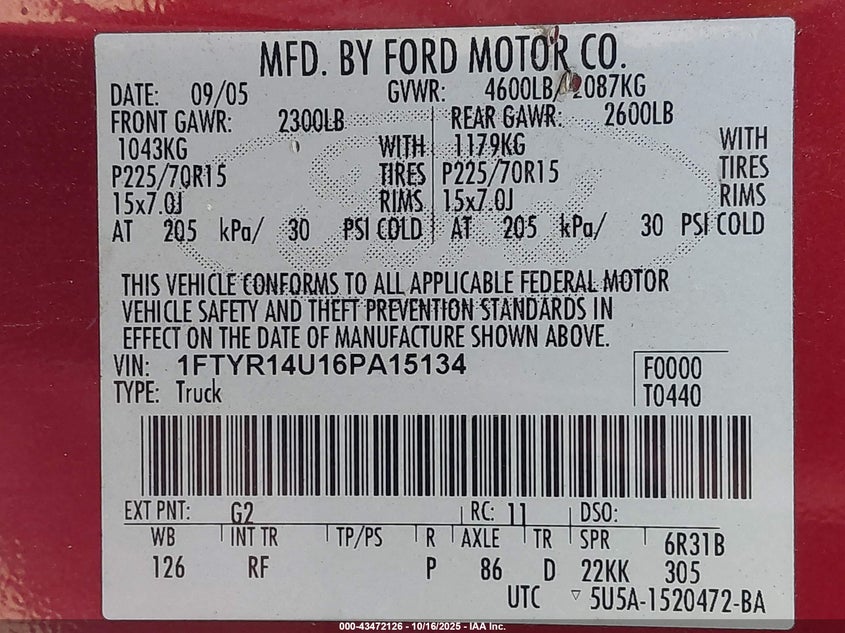 MFD. BY FORD MOTOR CO.
DATE: 09/05 GVWR: 4600LB/ 2087KG
FRONT GAWR: 2300LB REAR GAWR: 2600LB
1043KG WITH 1179KG WITH
P225/70R15 TIRES P225/70R15 TIRES
15x7.0J RIMS 15x7.0J RIMS
AT 205 kPa/ 30 PSI COLD AT 205 kPa/ 30 PSI COLD
THIS VEHICLE CONFORMS TO ALL APPLICABLE FEDERAL MOTOR
VEHICLE SAFETY AND THEFT PREVENTION STANDARDS IN
EFFECT ON THE DATE OF MANUFACTURE SHOWN ABOVE.
VIN: 1FTYR14U16PA15134 F0000
TYPE: Truck T0440
EXT PNT: G2 RC: 11 DSO:
WB INT TR TP/PS R AXLE TR SPR 6R31B
126 RF P 86 D 22KK 305
UTC ▽ 5U5A-1520472-BA
000-43472126 - 10/16/2025 - IAA Inc.